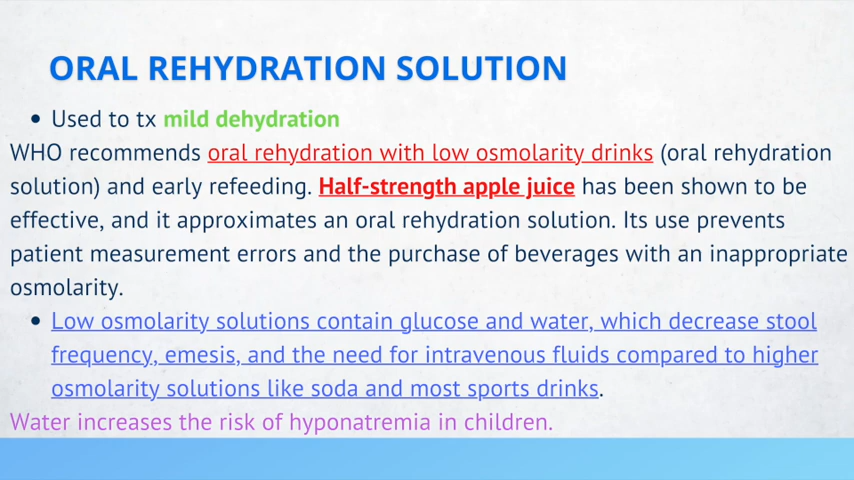 ORAL REHYDRATION SOLUTION
• Used to tx mild dehydration
WHO recommends oral rehydration with low osmolarity drinks (oral rehydration
solution) and early refeeding. Half-strength apple juice has been shown to be
effective, and it approximates an oral rehydration solution. Its use prevents
patient measurement errors and the purchase of beverages with an inappropriate
osmolarity.
• Low osmolarity solutions contain glucose and water, which decrease stool
frequency, emesis, and the need for intravenous fluids compared to higher
osmolarity solutions like soda and most sports drinks.
Water increases the risk of hyponatremia in children.